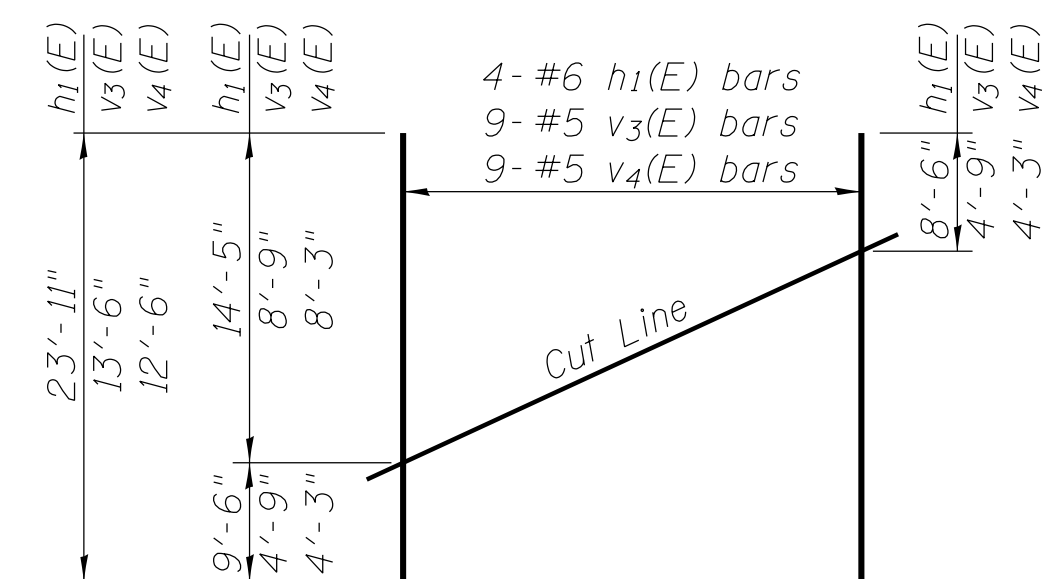 h1(E)
v3(E)
v4(E)
h1(E)
v3(E)
v4(E)
4-#6 h1(E) bars
9-#5 v3(E) bars
9-#5 v4(E) bars
h1(E)
v3(E)
v4(E)
23'-11"
13'-6"
12'-6"
14'-5"
8'-9"
8'-3"
8'-6"
4'-9"
4'-3"
Cut Line
9'-6"
4'-9"
4'-3"